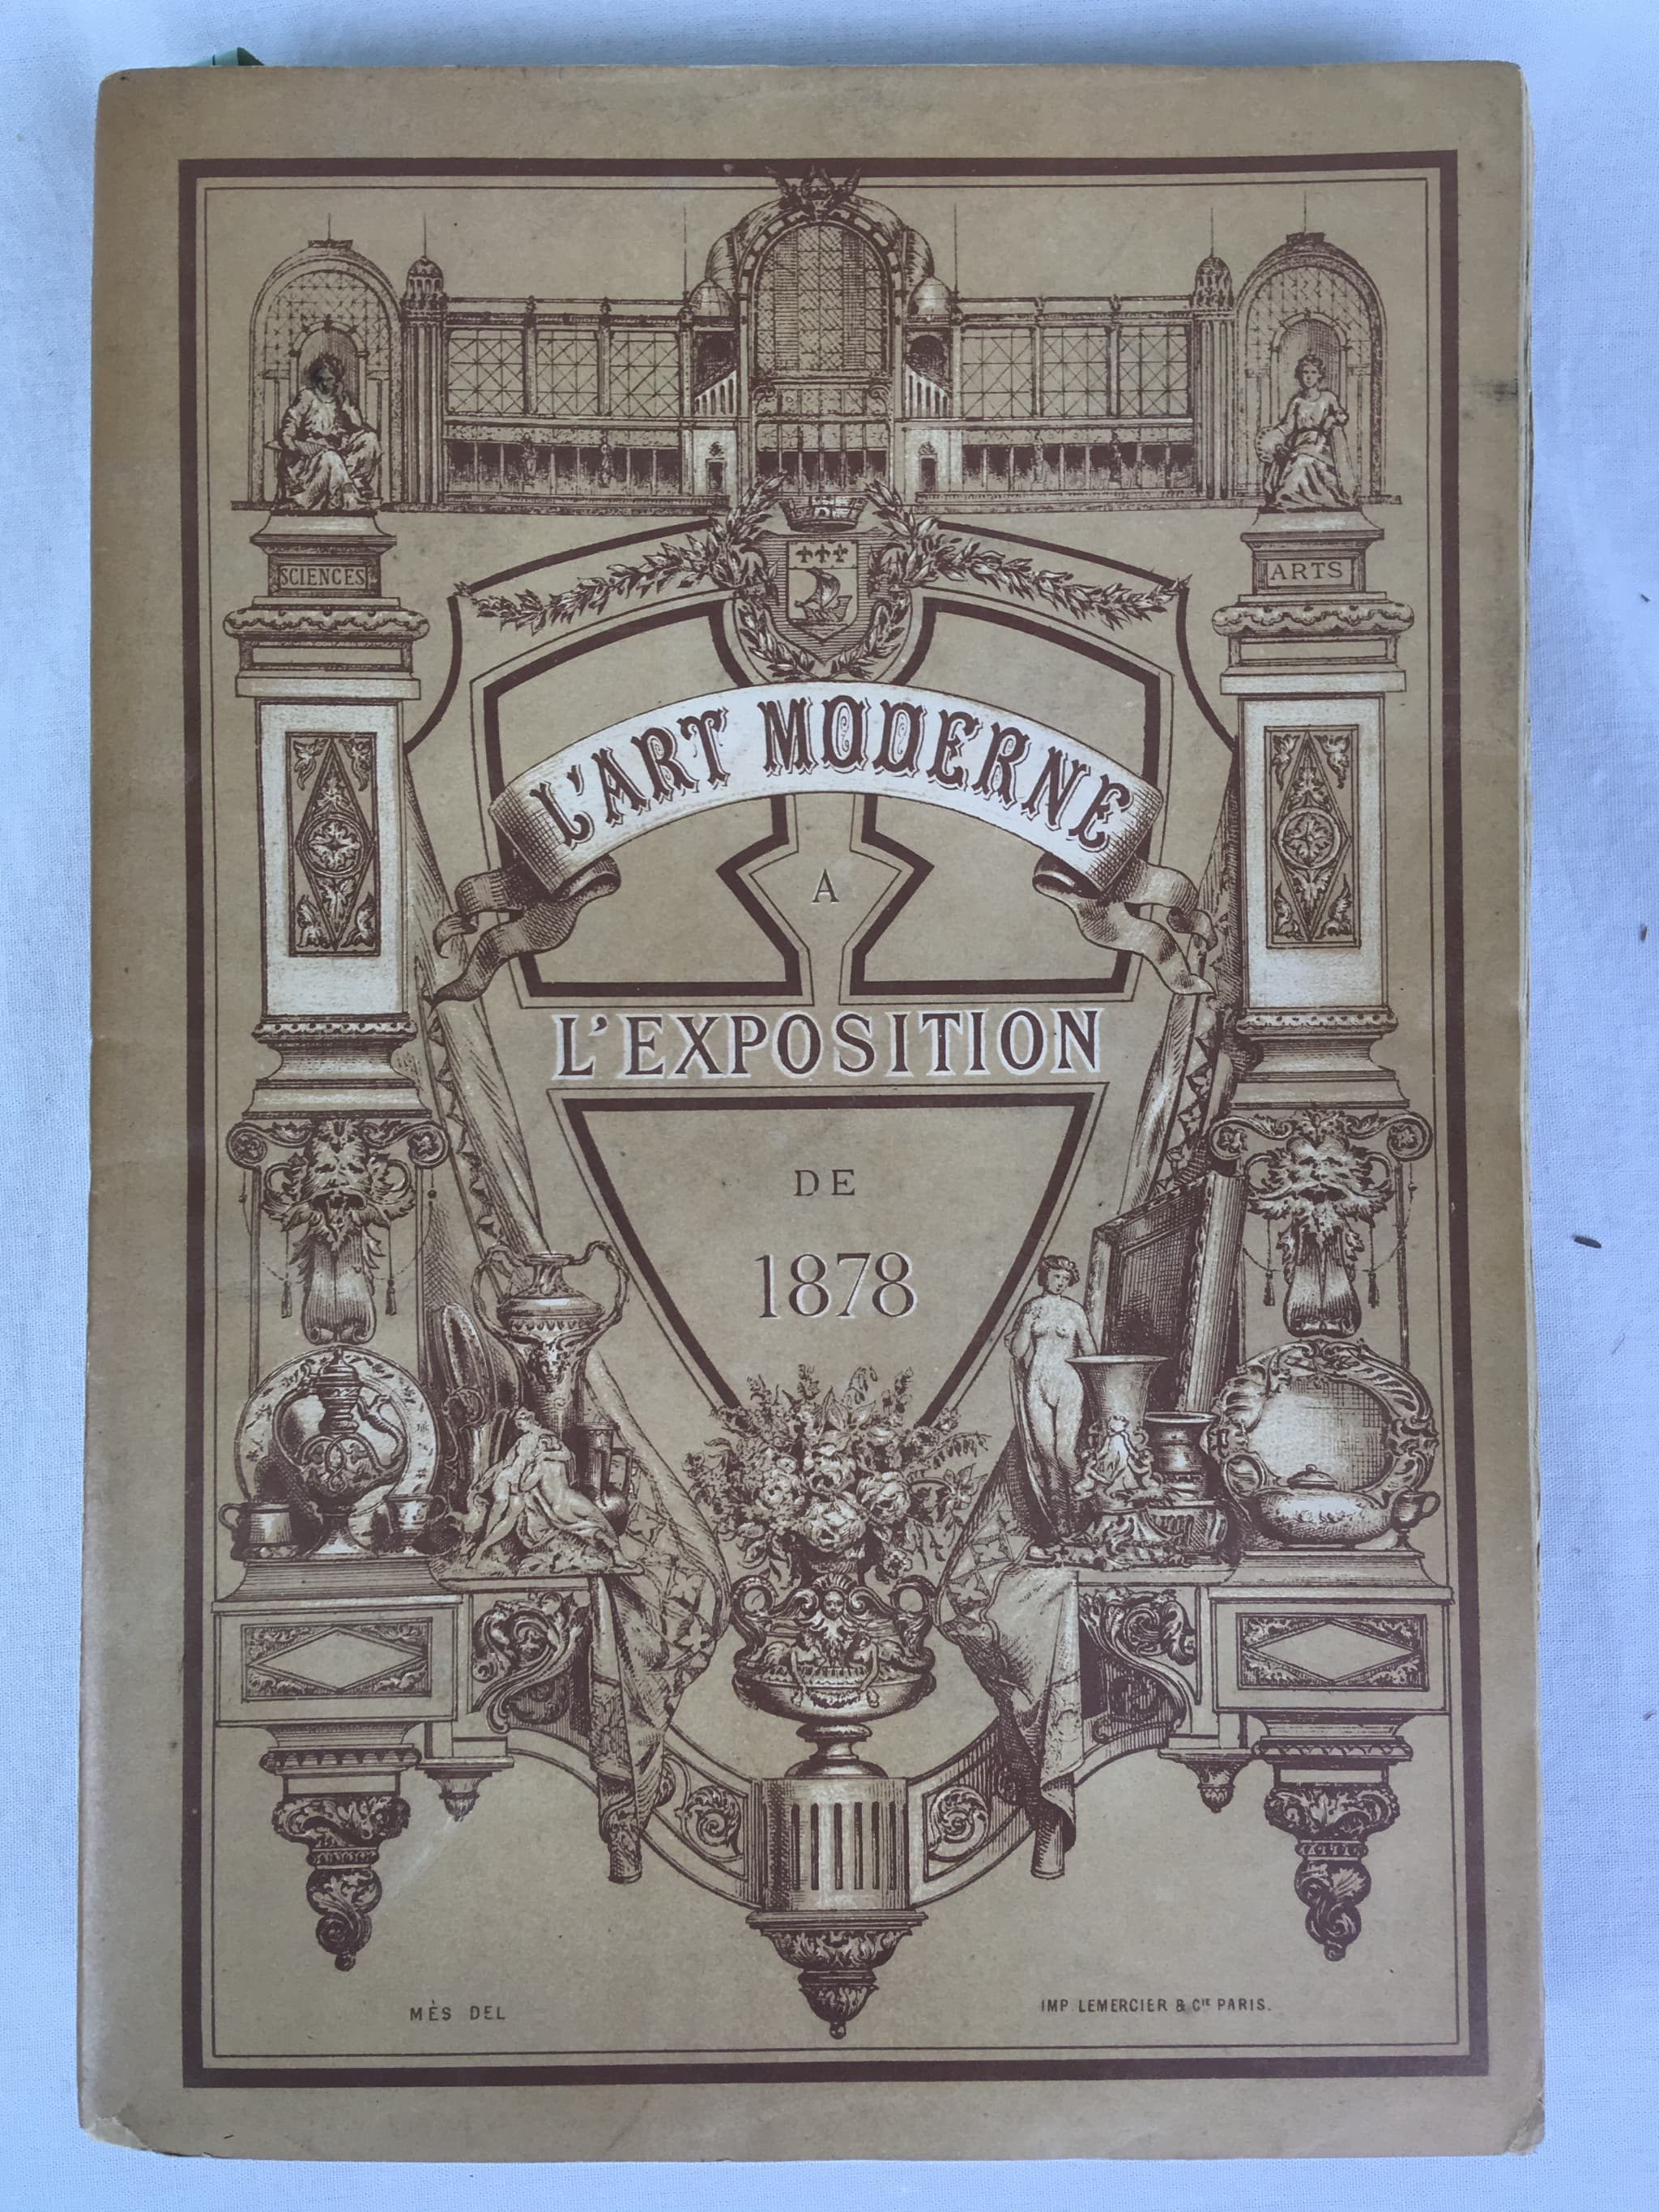 SCIENCES
ARTS
L'ART MODERNE
A
L'EXPOSITION
DE
1878
MÈS DEL
IMP. LEMERCIER & Cie PARIS.